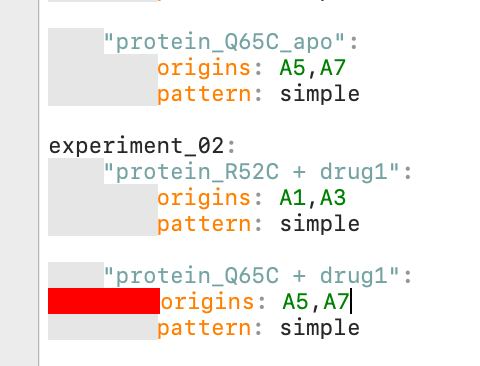 "protein_Q65C_apo":
origins: A5,A7
pattern: simple
experiment_02:
"protein_R52C + drug1":
origins: A1,A3
pattern: simple
"protein_Q65C + drug1":
origins: A5,A7
pattern: simple